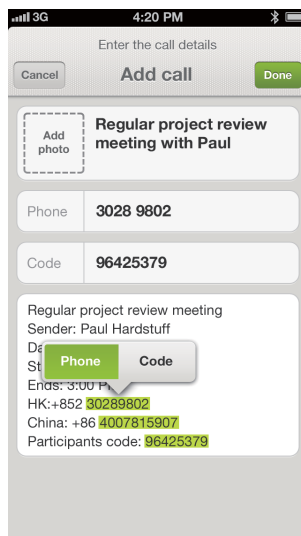 3G 4:20 PM
Enter the call details
Cancel Add call Done
Add
photo
Regular project review
meeting with Paul
Phone 3028 9802
Code 96425379
Regular project review meeting
Sender: Paul Hardstuff
Phone Code
Ends: 3:00
HK:+852 30289802
China: +86 4007815907
Participants code: 96425379